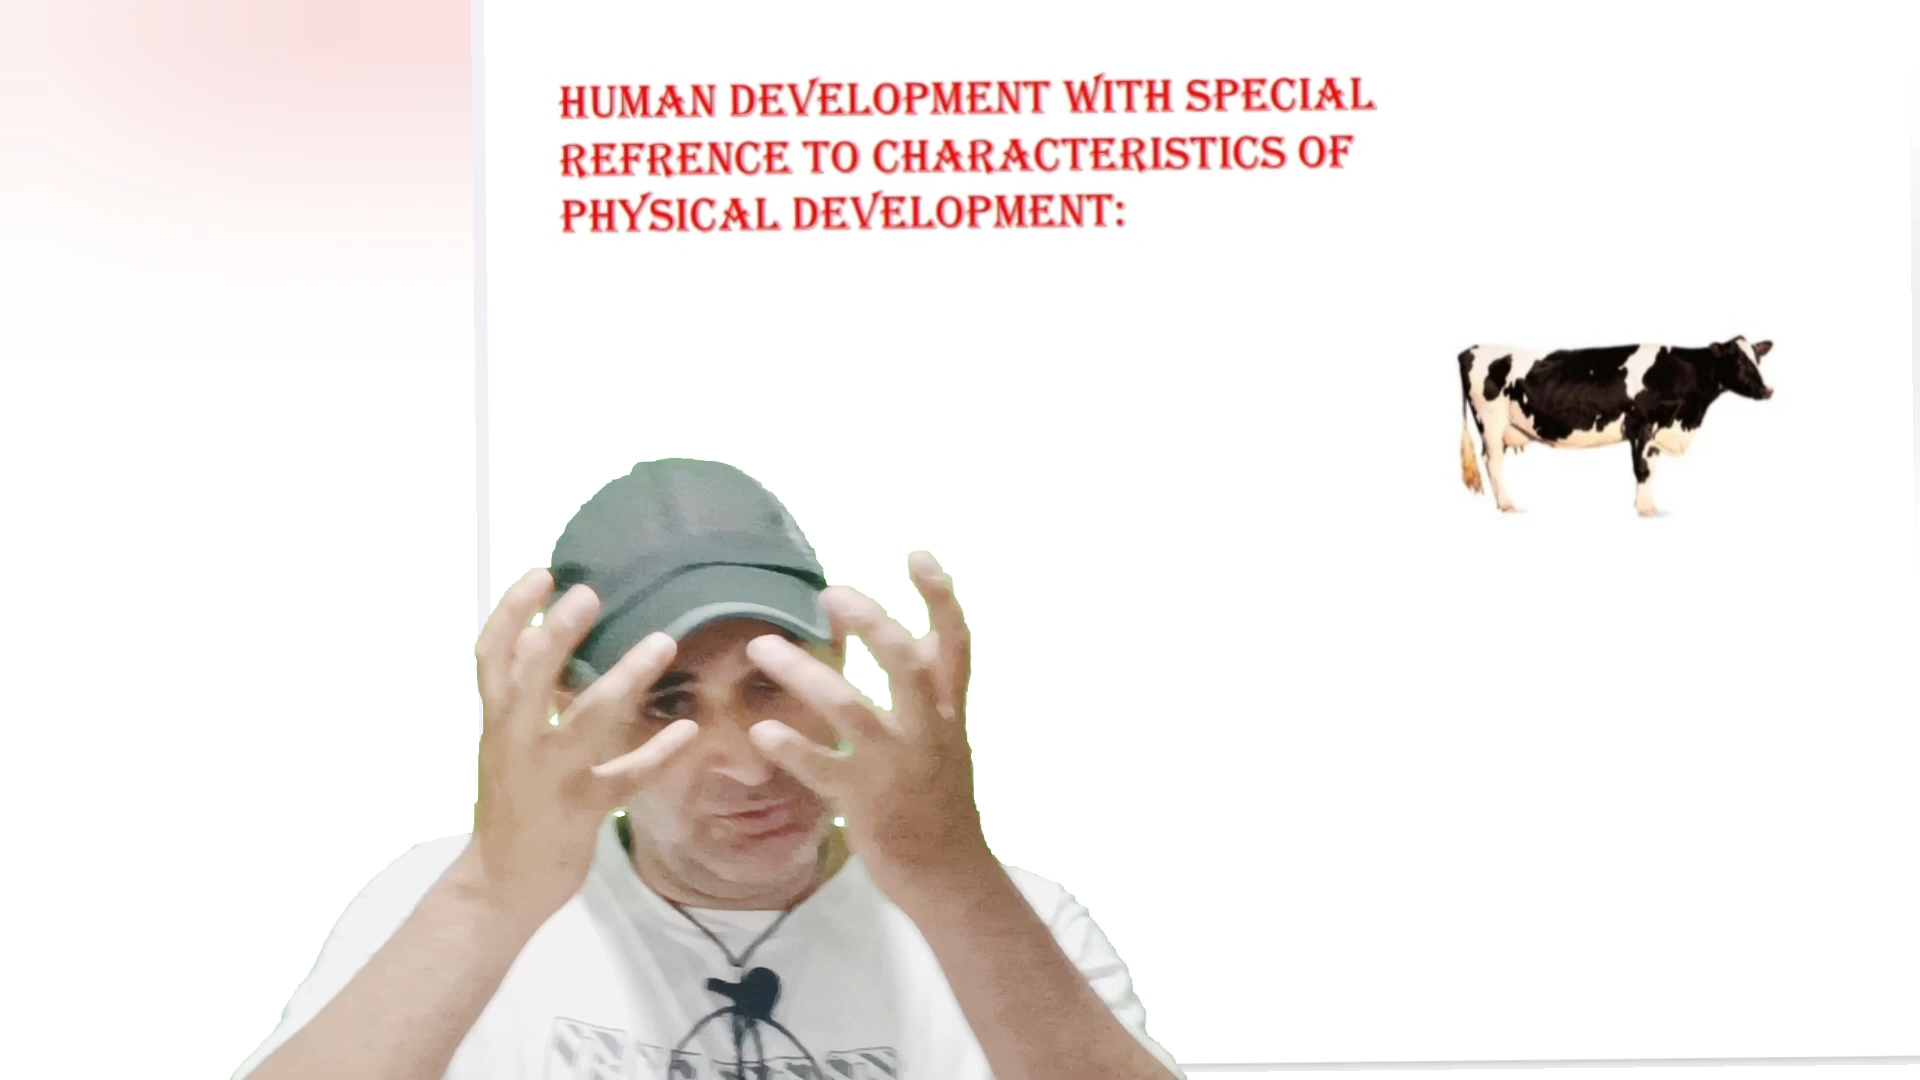 HUMAN DEVELOPMENT WITH SPECIAL
REFRENCE TO CHARACTERISTICS OF
PHYSICAL DEVELOPMENT: